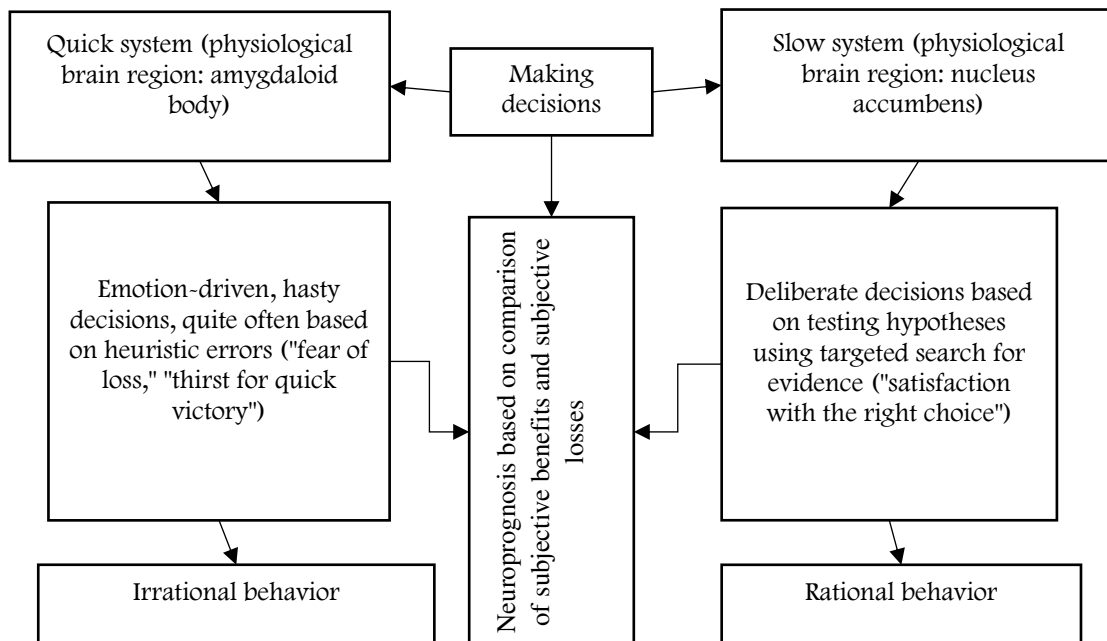 Quick system (physiological
brain region: amygdaloid
body)
Making
decisions
Slow system (physiological
brain region: nucleus
accumbens)
Emotion-driven, hasty
decisions, quite often based
on heuristic errors ("fear of
loss," "thirst for quick
victory")
Neuroprognosis based on comparison
of subjective benefits and subjective
losses
Deliberate decisions based
on testing hypotheses
using targeted search for
evidence ("satisfaction
with the right choice")
Irrational behavior
Rational behavior